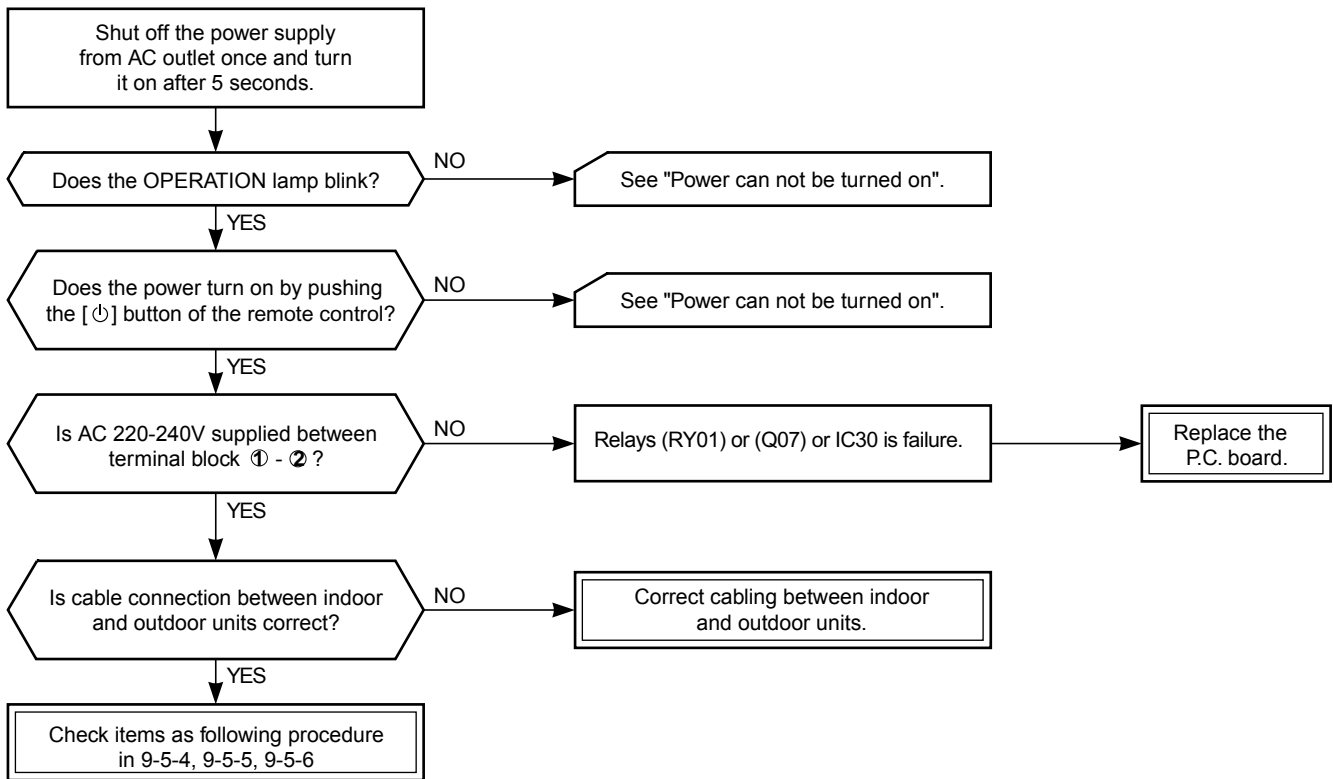 Shut off the power supply
from AC outlet once and turn
it on after 5 seconds.
Does the OPERATION lamp blink?
NO
See "Power can not be turned on".
YES
Does the power turn on by pushing
the [⏻] button of the remote control?
NO
See "Power can not be turned on".
YES
Is AC 220-240V supplied between
terminal block ① - ② ?
NO
Relays (RY01) or (Q07) or IC30 is failure.
Replace the
P.C. board.
YES
Is cable connection between indoor
and outdoor units correct?
NO
Correct cabling between indoor
and outdoor units.
YES
Check items as following procedure
in 9-5-4, 9-5-5, 9-5-6